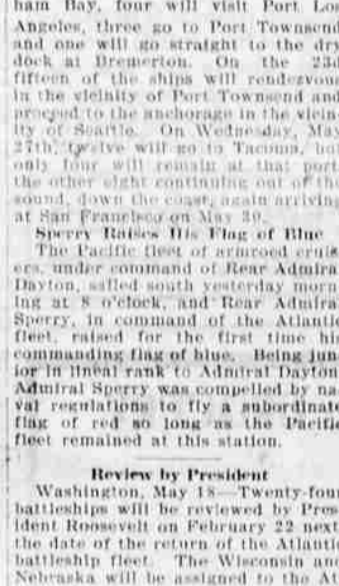 ham Bay, four will visit Port Los
Angeles, three go to Port Townsend
and one will go straight to the dry
dock at Bremerton. On the 23d
fifteen of the ships will rendezvous
in the vicinity of Port Townsend and
proceed to the anchorage in the vicin-
ity of Seattle. On Wednesday, May
27th, twelve will go to Tacoma, but
only four will remain at that port,
the other eight continuing out of the
sound, down the coast, again arriving
at San Francisco on May 29.
Sperry Raises His Flag of Blue
The Pacific fleet of armroed cruis-
ers, under command of Rear Admiral
Dayton, sailed south yesterday morn-
ing at 8 o'clock, and Rear Admiral
Sperry, in command of the Atlantic
fleet, raised for the first time his
commanding flag of blue. Being jun-
ior in lineal rank to Admiral Dayton,
Admiral Sperry was compelled by na-
val regulations to fly a subordinate
flag of red so long as the Pacific
fleet remained at this station.
Review by President
Washington, May 18—Twenty-four
battleships will be reviewed by Pres-
ident Roosevelt on February 22 next,
the date of the return of the Atlantic
battleship fleet. The Wisconsin and
Nebraska will be assigned to the At